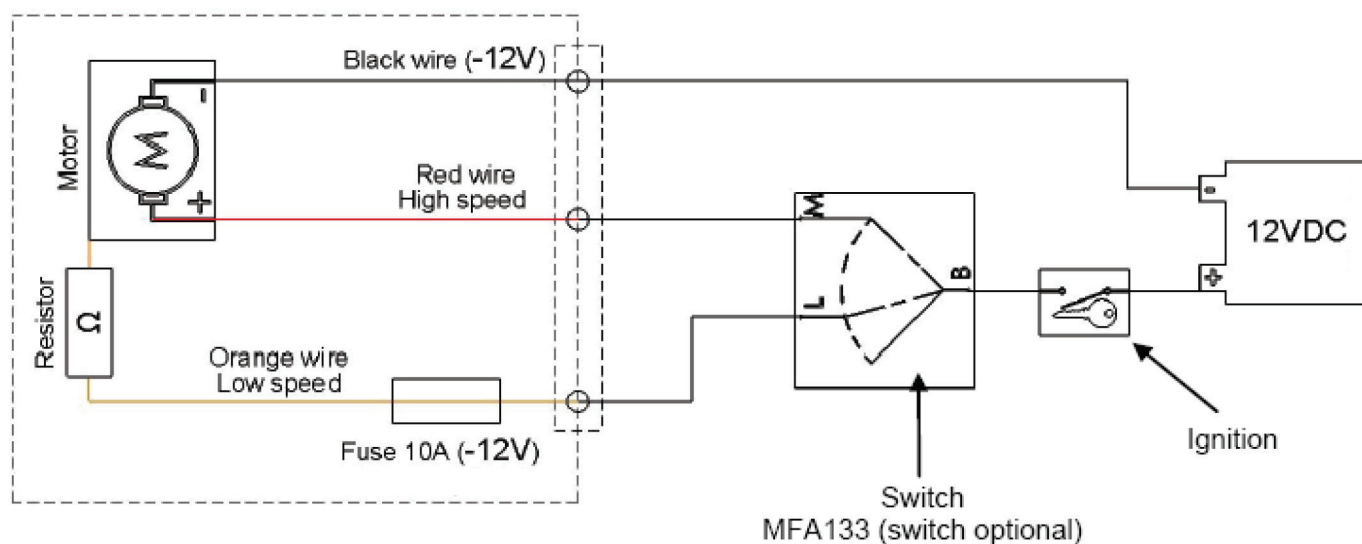 Black wire (-12V)
-
M
+
Motor
Red wire
High speed
Resistor
Ω
Orange wire
Low speed
Fuse 10A (-12V)
M
L
B
-
12VDC
+
Ignition
Switch
MFA133 (switch optional)